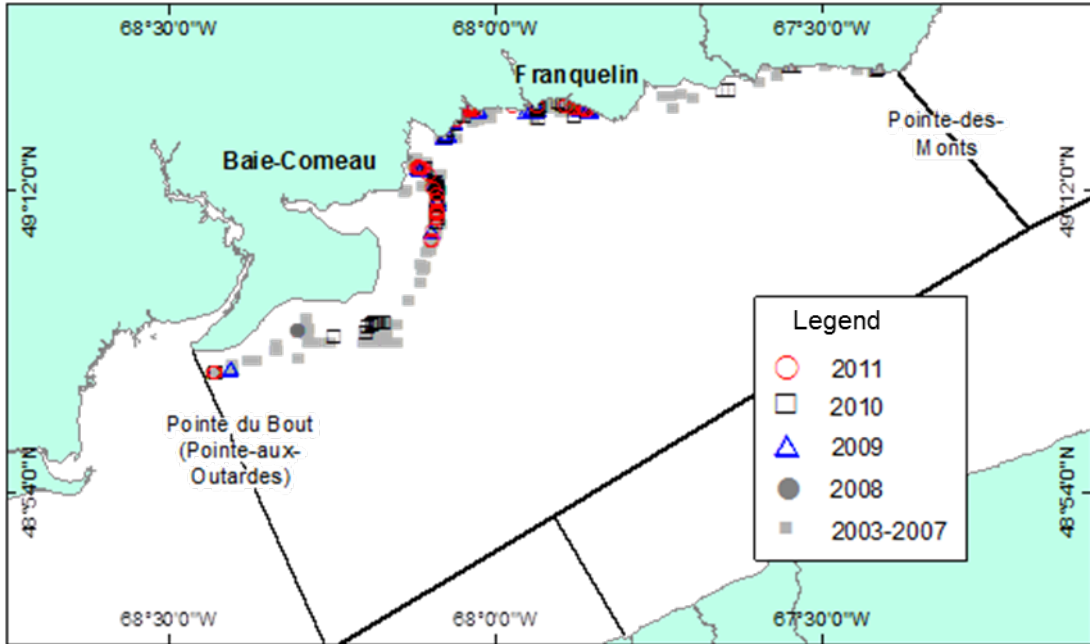 68°30'0"W 68°0'0"W 67°30'0"W
Franquelin
Pointe-des-
Monts
Baie-Comeau
49°12'0"N 49°12'0"N
Legend
2011
2010
2009
2008
2003-2007
Pointe du Bout
(Pointe-aux-
Outardes)
48°54'0"N 48°54'0"N
68°30'0"W 68°0'0"W 67°30'0"W